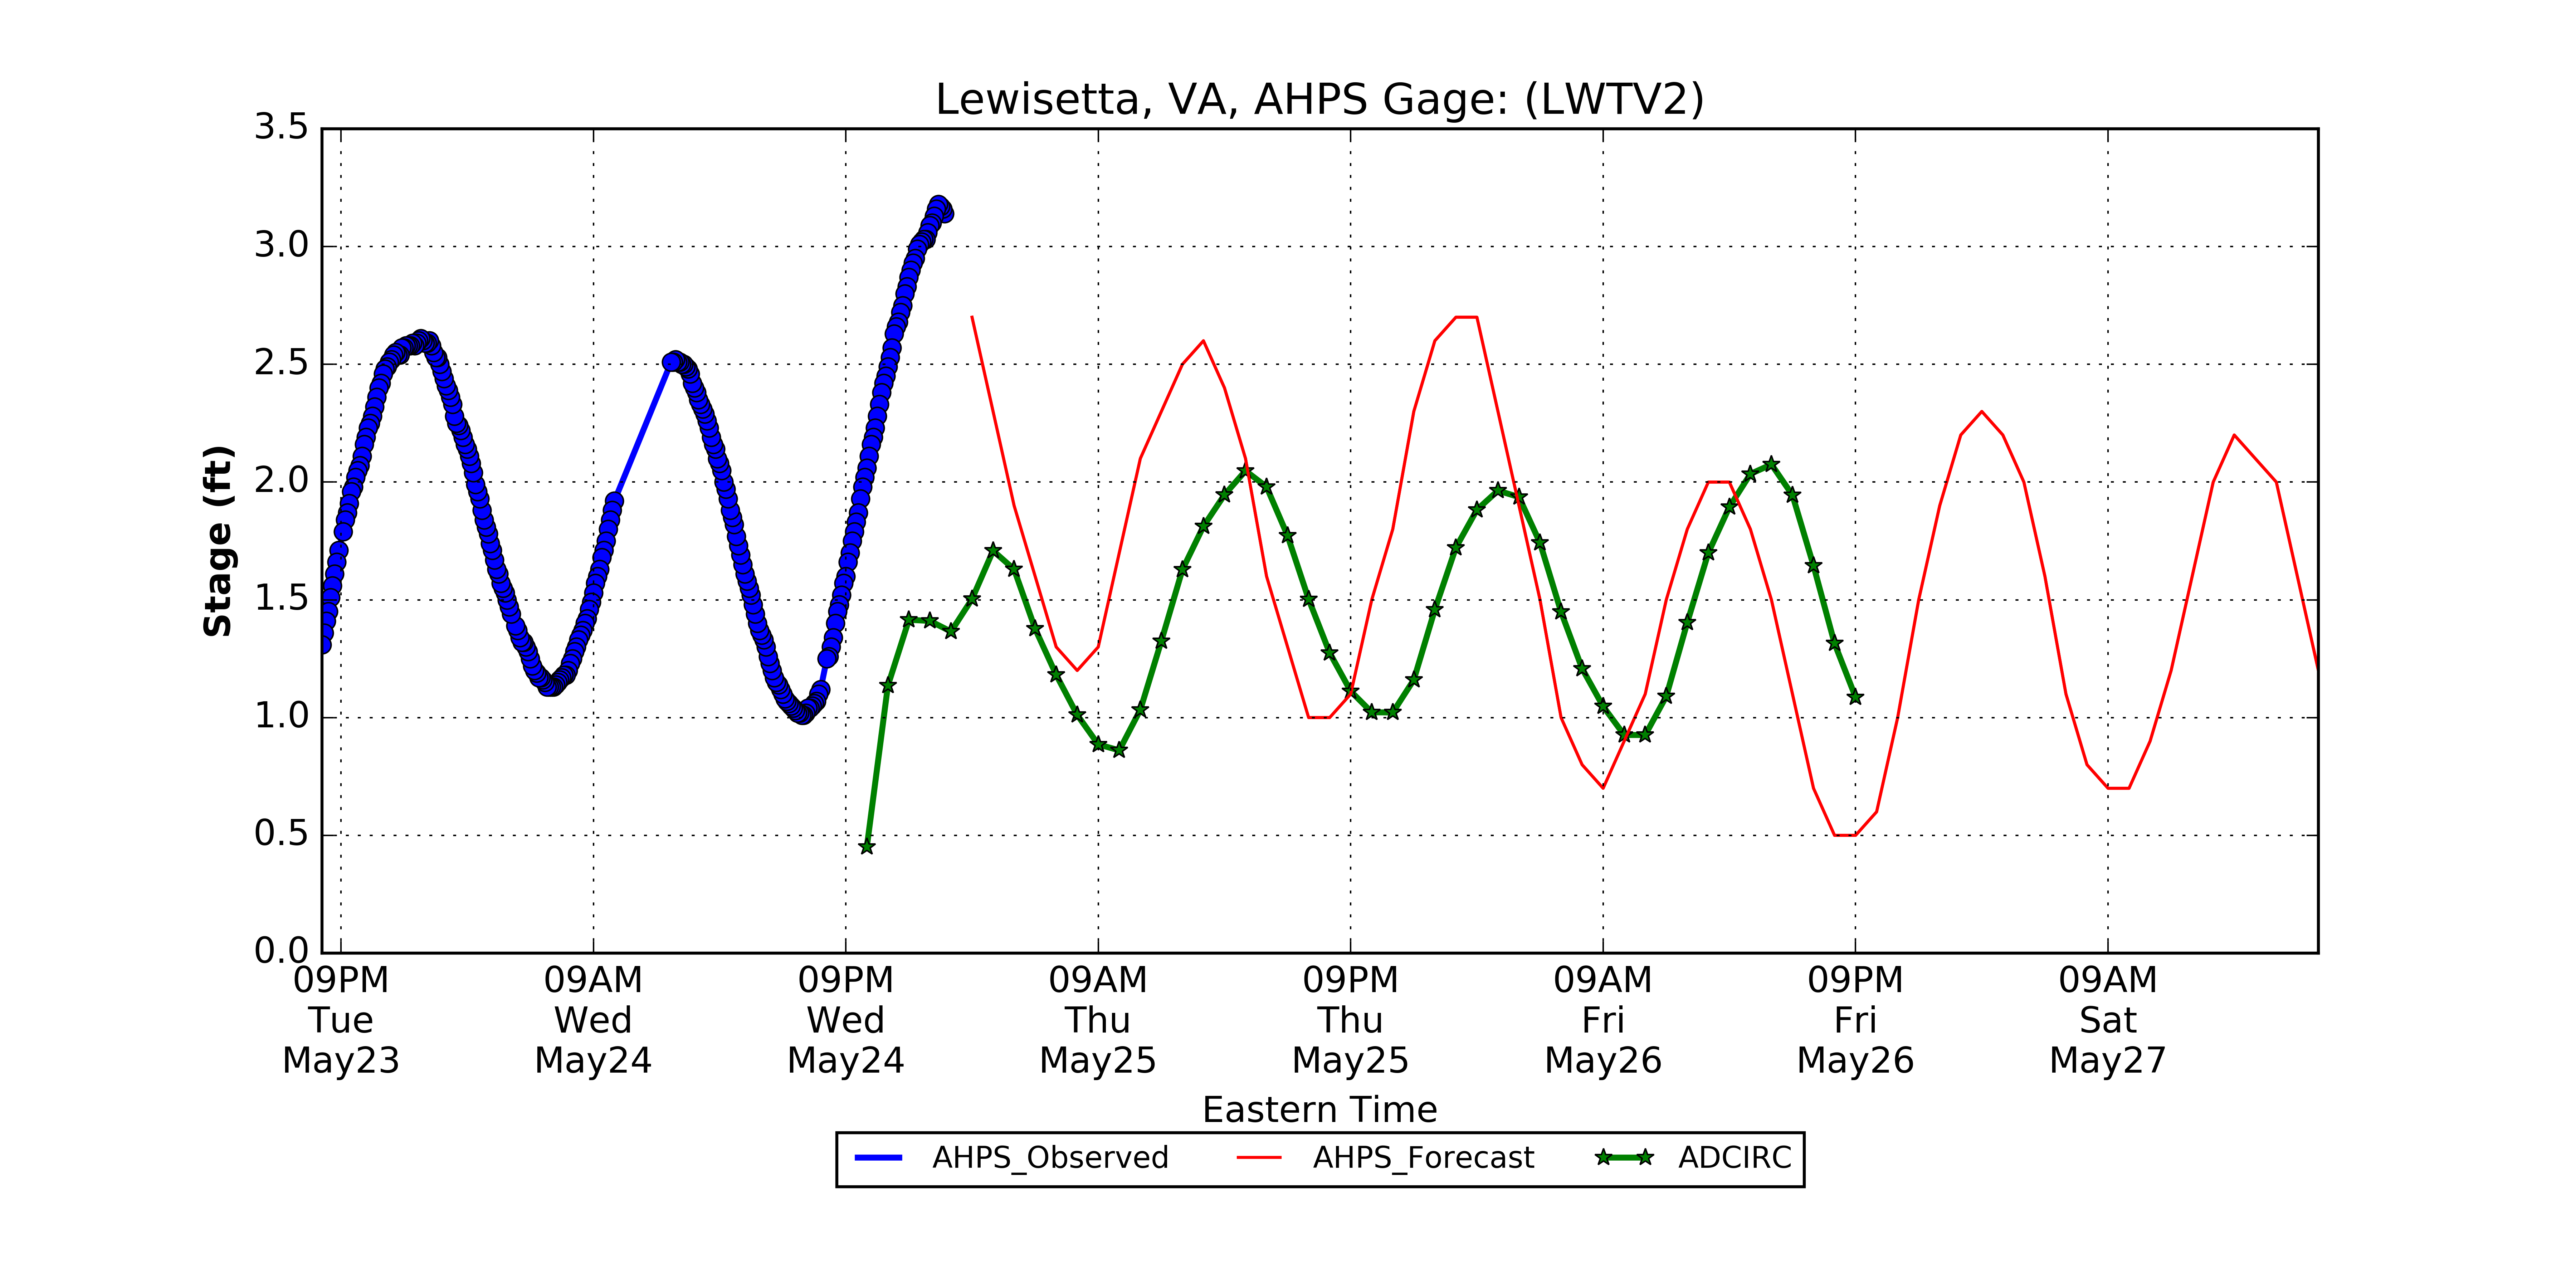 Lewisetta, VA, AHPS Gage: (LWTV2)
3.5
3.0
2.5
2.0
1.5
1.0
0.5
0.0
Stage (ft)
09PM 09AM 09PM 09AM 09PM 09AM 09PM 09AM
Tue Wed Wed Thu Thu Fri Fri Sat
May23 May24 May24 May25 May25 May26 May26 May27
Eastern Time
AHPS_Observed AHPS_Forecast ADCIRC